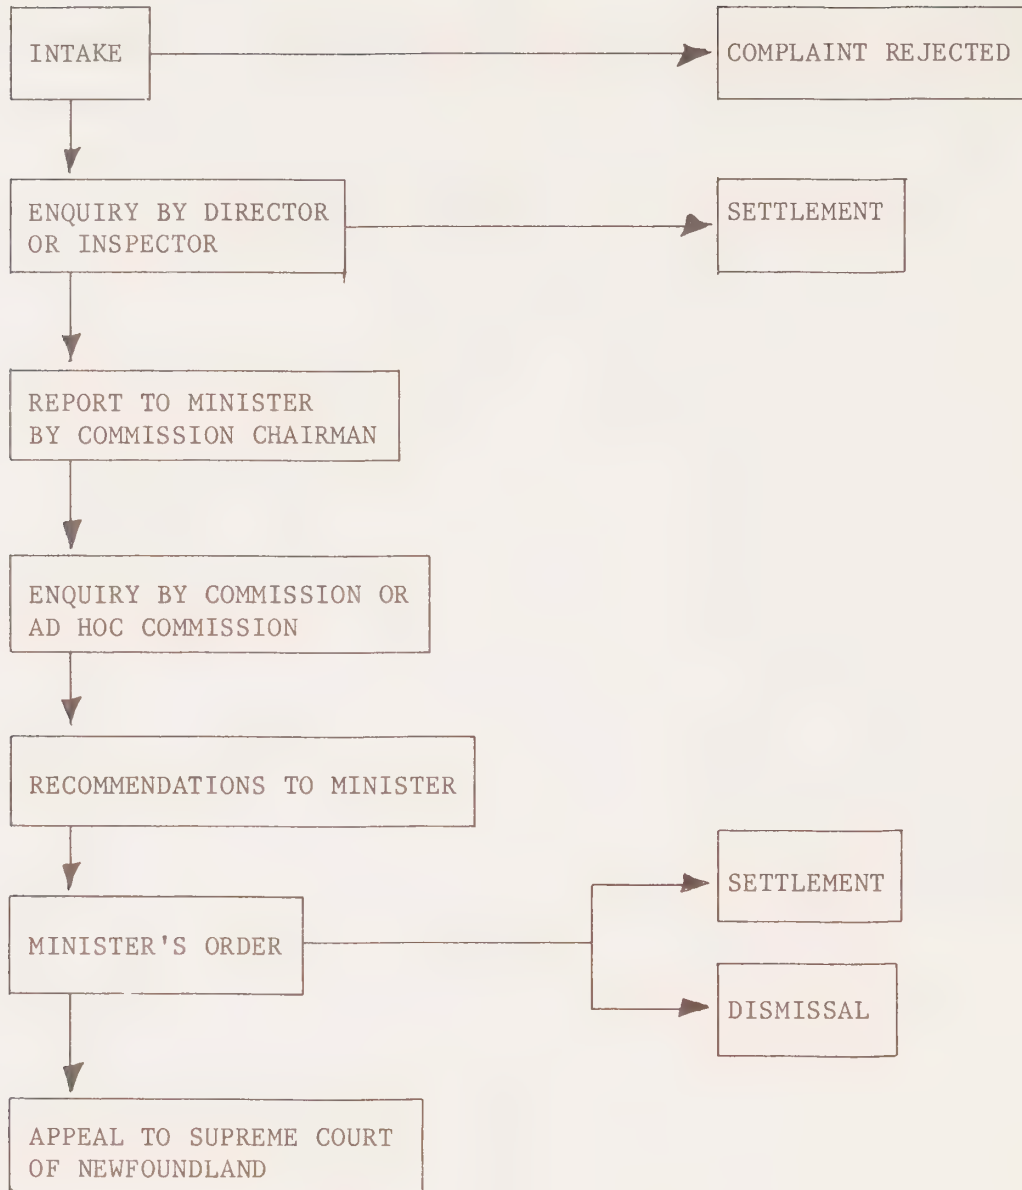 INTAKE
COMPLAINT REJECTED
ENQUIRY BY DIRECTOR
OR INSPECTOR
SETTLEMENT
REPORT TO MINISTER
BY COMMISSION CHAIRMAN
ENQUIRY BY COMMISSION OR
AD HOC COMMISSION
RECOMMENDATIONS TO MINISTER
MINISTER'S ORDER
SETTLEMENT
DISMISSAL
APPEAL TO SUPREME COURT
OF NEWFOUNDLAND